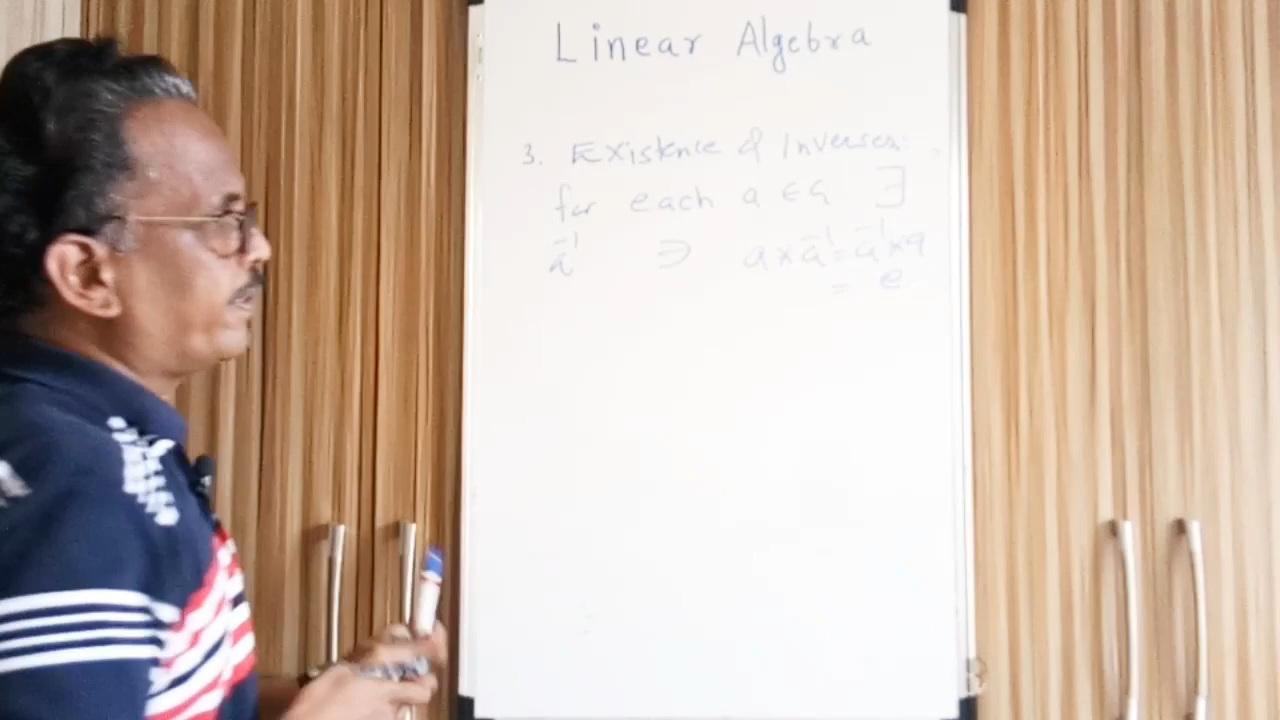 Linear Algebra
3. Existence of Inverses:
for each a ∈ G ∃
a⁻¹ ∋ a × a⁻¹ = a⁻¹ × a
= e